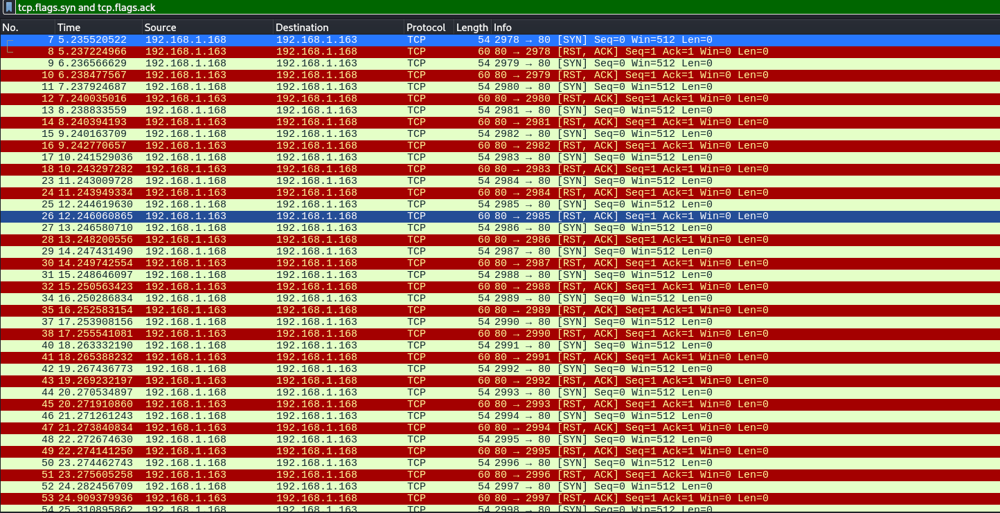 tcp.flags.syn and tcp.flags.ack
No. Time Source Destination Protocol Length Info
7 5.235520522 192.168.1.168 192.168.1.163 TCP 54 2978 → 80 [SYN] Seq=0 Win=512 Len=0
8 5.237224966 192.168.1.163 192.168.1.168 TCP 60 80 → 2978 [RST, ACK] Seq=1 Ack=1 Win=0 Len=0
9 6.236566629 192.168.1.168 192.168.1.163 TCP 54 2979 → 80 [SYN] Seq=0 Win=512 Len=0
10 6.238477567 192.168.1.163 192.168.1.168 TCP 60 80 → 2979 [RST, ACK] Seq=1 Ack=1 Win=0 Len=0
11 7.237924687 192.168.1.168 192.168.1.163 TCP 54 2980 → 80 [SYN] Seq=0 Win=512 Len=0
12 7.240035016 192.168.1.163 192.168.1.168 TCP 60 80 → 2980 [RST, ACK] Seq=1 Ack=1 Win=0 Len=0
13 8.238833559 192.168.1.168 192.168.1.163 TCP 54 2981 → 80 [SYN] Seq=0 Win=512 Len=0
14 8.240394193 192.168.1.163 192.168.1.168 TCP 60 80 → 2981 [RST, ACK] Seq=1 Ack=1 Win=0 Len=0
15 9.240163709 192.168.1.168 192.168.1.163 TCP 54 2982 → 80 [SYN] Seq=0 Win=512 Len=0
16 9.242770657 192.168.1.163 192.168.1.168 TCP 60 80 → 2982 [RST, ACK] Seq=1 Ack=1 Win=0 Len=0
17 10.241529036 192.168.1.168 192.168.1.163 TCP 54 2983 → 80 [SYN] Seq=0 Win=512 Len=0
18 10.243297282 192.168.1.163 192.168.1.168 TCP 60 80 → 2983 [RST, ACK] Seq=1 Ack=1 Win=0 Len=0
23 11.243009728 192.168.1.168 192.168.1.163 TCP 54 2984 → 80 [SYN] Seq=0 Win=512 Len=0
24 11.243949334 192.168.1.163 192.168.1.168 TCP 60 80 → 2984 [RST, ACK] Seq=1 Ack=1 Win=0 Len=0
25 12.244619630 192.168.1.168 192.168.1.163 TCP 54 2985 → 80 [SYN] Seq=0 Win=512 Len=0
26 12.246060865 192.168.1.163 192.168.1.168 TCP 60 80 → 2985 [RST, ACK] Seq=1 Ack=1 Win=0 Len=0
27 13.246580710 192.168.1.168 192.168.1.163 TCP 54 2986 → 80 [SYN] Seq=0 Win=512 Len=0
28 13.248200556 192.168.1.163 192.168.1.168 TCP 60 80 → 2986 [RST, ACK] Seq=1 Ack=1 Win=0 Len=0
29 14.247431490 192.168.1.168 192.168.1.163 TCP 54 2987 → 80 [SYN] Seq=0 Win=512 Len=0
30 14.249742554 192.168.1.163 192.168.1.168 TCP 60 80 → 2987 [RST, ACK] Seq=1 Ack=1 Win=0 Len=0
31 15.248646097 192.168.1.168 192.168.1.163 TCP 54 2988 → 80 [SYN] Seq=0 Win=512 Len=0
32 15.250563423 192.168.1.163 192.168.1.168 TCP 60 80 → 2988 [RST, ACK] Seq=1 Ack=1 Win=0 Len=0
34 16.250286834 192.168.1.168 192.168.1.163 TCP 54 2989 → 80 [SYN] Seq=0 Win=512 Len=0
35 16.252583154 192.168.1.163 192.168.1.168 TCP 60 80 → 2989 [RST, ACK] Seq=1 Ack=1 Win=0 Len=0
37 17.253908156 192.168.1.168 192.168.1.163 TCP 54 2990 → 80 [SYN] Seq=0 Win=512 Len=0
38 17.255541081 192.168.1.163 192.168.1.168 TCP 60 80 → 2990 [RST, ACK] Seq=1 Ack=1 Win=0 Len=0
40 18.263332190 192.168.1.168 192.168.1.163 TCP 54 2991 → 80 [SYN] Seq=0 Win=512 Len=0
41 18.265388232 192.168.1.163 192.168.1.168 TCP 60 80 → 2991 [RST, ACK] Seq=1 Ack=1 Win=0 Len=0
42 19.267436773 192.168.1.168 192.168.1.163 TCP 54 2992 → 80 [SYN] Seq=0 Win=512 Len=0
43 19.269232197 192.168.1.163 192.168.1.168 TCP 60 80 → 2992 [RST, ACK] Seq=1 Ack=1 Win=0 Len=0
44 20.270534897 192.168.1.168 192.168.1.163 TCP 54 2993 → 80 [SYN] Seq=0 Win=512 Len=0
45 20.271910860 192.168.1.163 192.168.1.168 TCP 60 80 → 2993 [RST, ACK] Seq=1 Ack=1 Win=0 Len=0
46 21.271261243 192.168.1.168 192.168.1.163 TCP 54 2994 → 80 [SYN] Seq=0 Win=512 Len=0
47 21.273840834 192.168.1.163 192.168.1.168 TCP 60 80 → 2994 [RST, ACK] Seq=1 Ack=1 Win=0 Len=0
48 22.272674630 192.168.1.168 192.168.1.163 TCP 54 2995 → 80 [SYN] Seq=0 Win=512 Len=0
49 22.274141250 192.168.1.163 192.168.1.168 TCP 60 80 → 2995 [RST, ACK] Seq=1 Ack=1 Win=0 Len=0
50 23.274462743 192.168.1.168 192.168.1.163 TCP 54 2996 → 80 [SYN] Seq=0 Win=512 Len=0
51 23.275605258 192.168.1.163 192.168.1.168 TCP 60 80 → 2996 [RST, ACK] Seq=1 Ack=1 Win=0 Len=0
52 24.282456709 192.168.1.168 192.168.1.163 TCP 54 2997 → 80 [SYN] Seq=0 Win=512 Len=0
53 24.909379936 192.168.1.163 192.168.1.168 TCP 60 80 → 2997 [RST, ACK] Seq=1 Ack=1 Win=0 Len=0
54 25.310895862 192.168.1.168 192.168.1.163 TCP 54 2998 → 80 [SYN] Seq=0 Win=512 Len=0